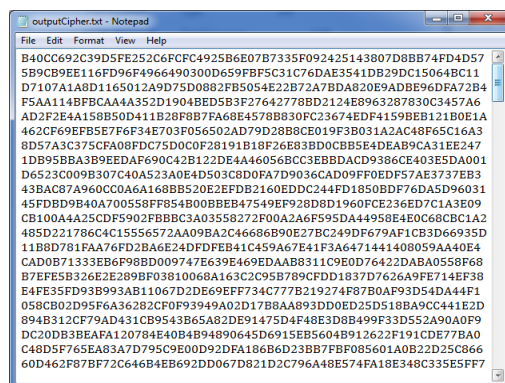 outputCipher.txt - Notepad
File Edit Format View Help
B40CC692C39D5FE252C6FCFC4925B6E07B7335F092425143807D8BB74FD4D57
5B9CB9EE116FD96F4966490300D659FBF5C31C76DAE3541DB29DC15064BC11
D7107A1A8D1165012A9D75D0882FB5054E22B72A7BDA820E9ADBE96DFA72B4
F5AA114BFBCAA4A352D1904BED5B3F27642778BD2124E8963287830C3457A6
AD2F2E4A158B50D411B28F8B7FA68E4578B830FC23674EDF4159BEB121B0E1A
462CF69EFB5E7F6F34E703F056502AD79D28B8CE019F3B031A2AC48F65C16A3
8D57A3C375CFA08FDC75D0C0F28191B18F26E83BD0CBB5E4DEAB9CA31EE247
1DB95BBA3B9EEDAF690C42B122DE4A46056BCC3EBBDACD9386CE403E5DA001
D6523C009B307C40A523A0E4D503C8D0FA7D9036CAD09FF0EDF57AE3737EB3
43BAC87A960CC0A6A168BB520E2EFDB2160EDDC244FD1850BDF76DA5D96031
45FDBD9B40A700558FF854B00BBEB47549EF928D8D1960FCE236ED7C1A3E09
CB100A4A25CDF5902FBBBC3A03558272F00A2A6F595DA44958E4E0C68CBC1A2
485D221786C4C15556572AA09BA2C46686B90E27BC249DF679AF1CB3D66935D
11B8D781FAA76FD2BA6E24DFDFEB41C459A67E41F3A6471441408059AA40E4
CAD0B71333EB6F98BD009747E639E469EDAAB8311C9E0D76422DABA0558F68
B7EFE5B326E2E289BF03810068A163C2C95B789CFDD1837D7626A9FE714EF38
E4FE35FD93B993AB11067D2DE69EFF734C777B219274F87B0AF93D54DA44F1
058CB02D95F6A36282CF0F93949A02D17B8AA893DD0ED25D518BA9CC441E2D
894B312CF79AD431CB9543B65A82DE91475D4F48E3D8B499F33D552A90A0F9
DC20DB3BEAFA120784E40B4B94890645D6915EB5604B912622F191CDE77BA0
C48D5F765EA83A7D795C9E00D92DFA186B6D23BB7FBF085601A0B22D25C866
60D462F87BF72C646B4EB692DD067D821D2C796A48E574FA18E348C335E5FF7